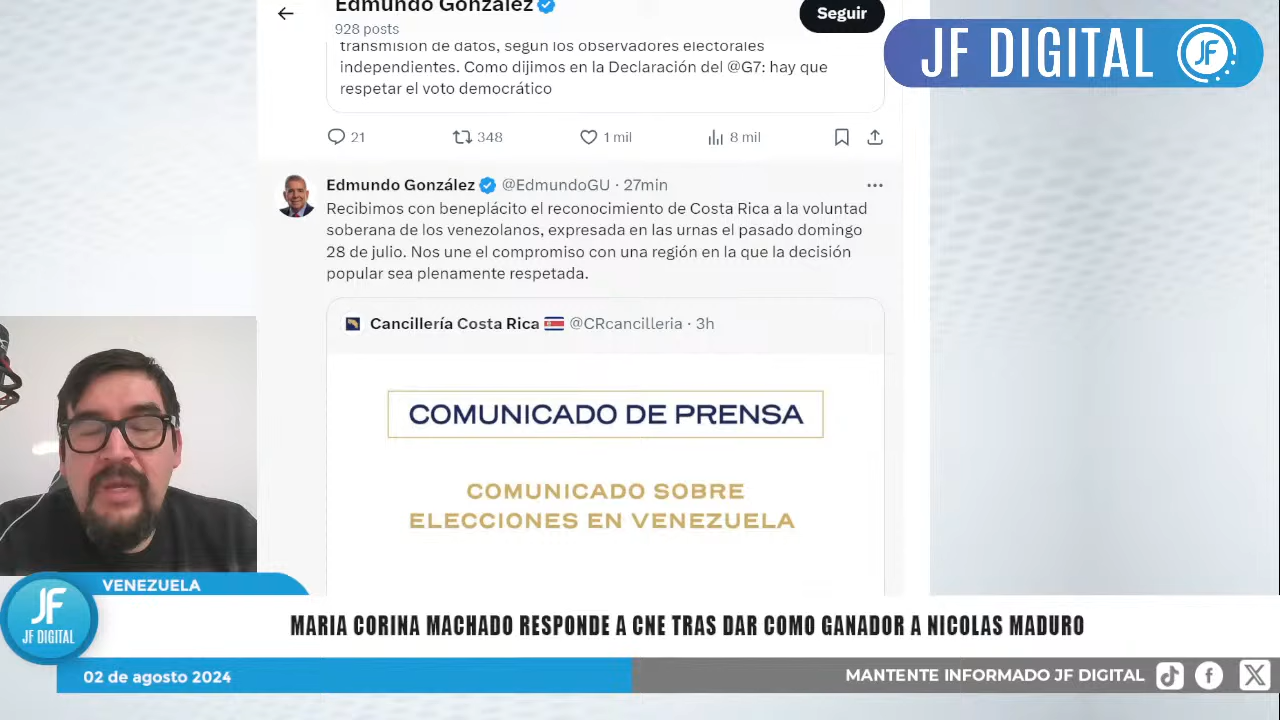 Edmundo González
928 posts
Seguir
JF DIGITAL
JF
transmisión de datos, según los observadores electorales
independientes. Como dijimos en la Declaración del @G7: hay que
respetar el voto democrático
21
348
1 mil
8 mil
Edmundo González @EdmundoGU · 27min
Recibimos con beneplácito el reconocimiento de Costa Rica a la voluntad
soberana de los venezolanos, expresada en las urnas el pasado domingo
28 de julio. Nos une el compromiso con una región en la que la decisión
popular sea plenamente respetada.
Cancillería Costa Rica @CRcancilleria · 3h
COMUNICADO DE PRENSA
COMUNICADO SOBRE
ELECCIONES EN VENEZUELA
VENEZUELA
JF
JF DIGITAL
MARIA CORINA MACHADO RESPONDE A CNE TRAS DAR COMO GANADOR A NICOLAS MADURO
02 de agosto 2024
MANTENTE INFORMADO JF DIGITAL